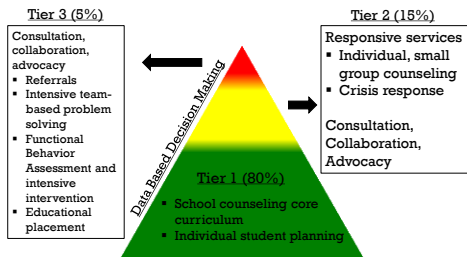 Tier 3 (5%)
Consultation,
collaboration,
advocacy
▪ Referrals
▪ Intensive team-
based problem
solving
▪ Functional
Behavior
Assessment and
intensive
intervention
▪ Educational
placement
Data Based Decision Making
Tier 2 (15%)
Responsive services
▪ Individual, small
group counseling
▪ Crisis response
Consultation,
Collaboration,
Advocacy
Tier 1 (80%)
▪ School counseling core
curriculum
▪ Individual student planning